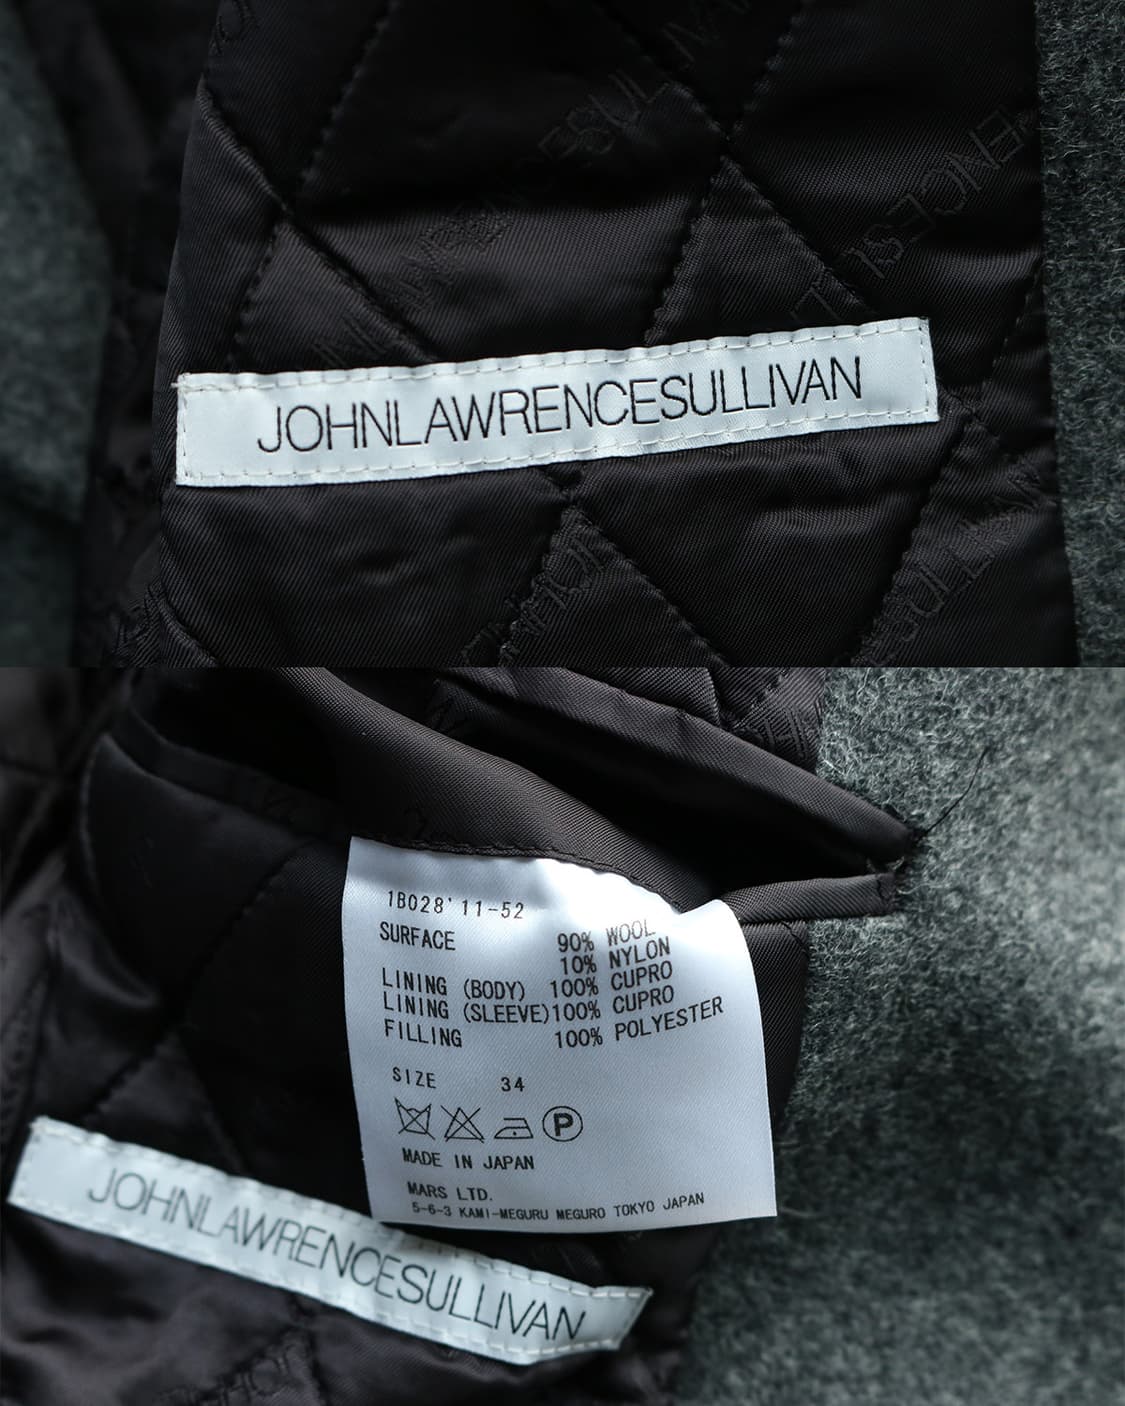 JOHNLAWRENCESULLIVAN
1B028'11-52
SURFACE 90% WOOL
10% NYLON
LINING (BODY) 100% CUPRO
LINING (SLEEVE)100% CUPRO
FILLING 100% POLYESTER
SIZE 34
P
MADE IN JAPAN
MARS LTD.
5-6-3 KAMI-MEGURU MEGURO TOKYO JAPAN
JOHNLAWRENCESULLIVAN